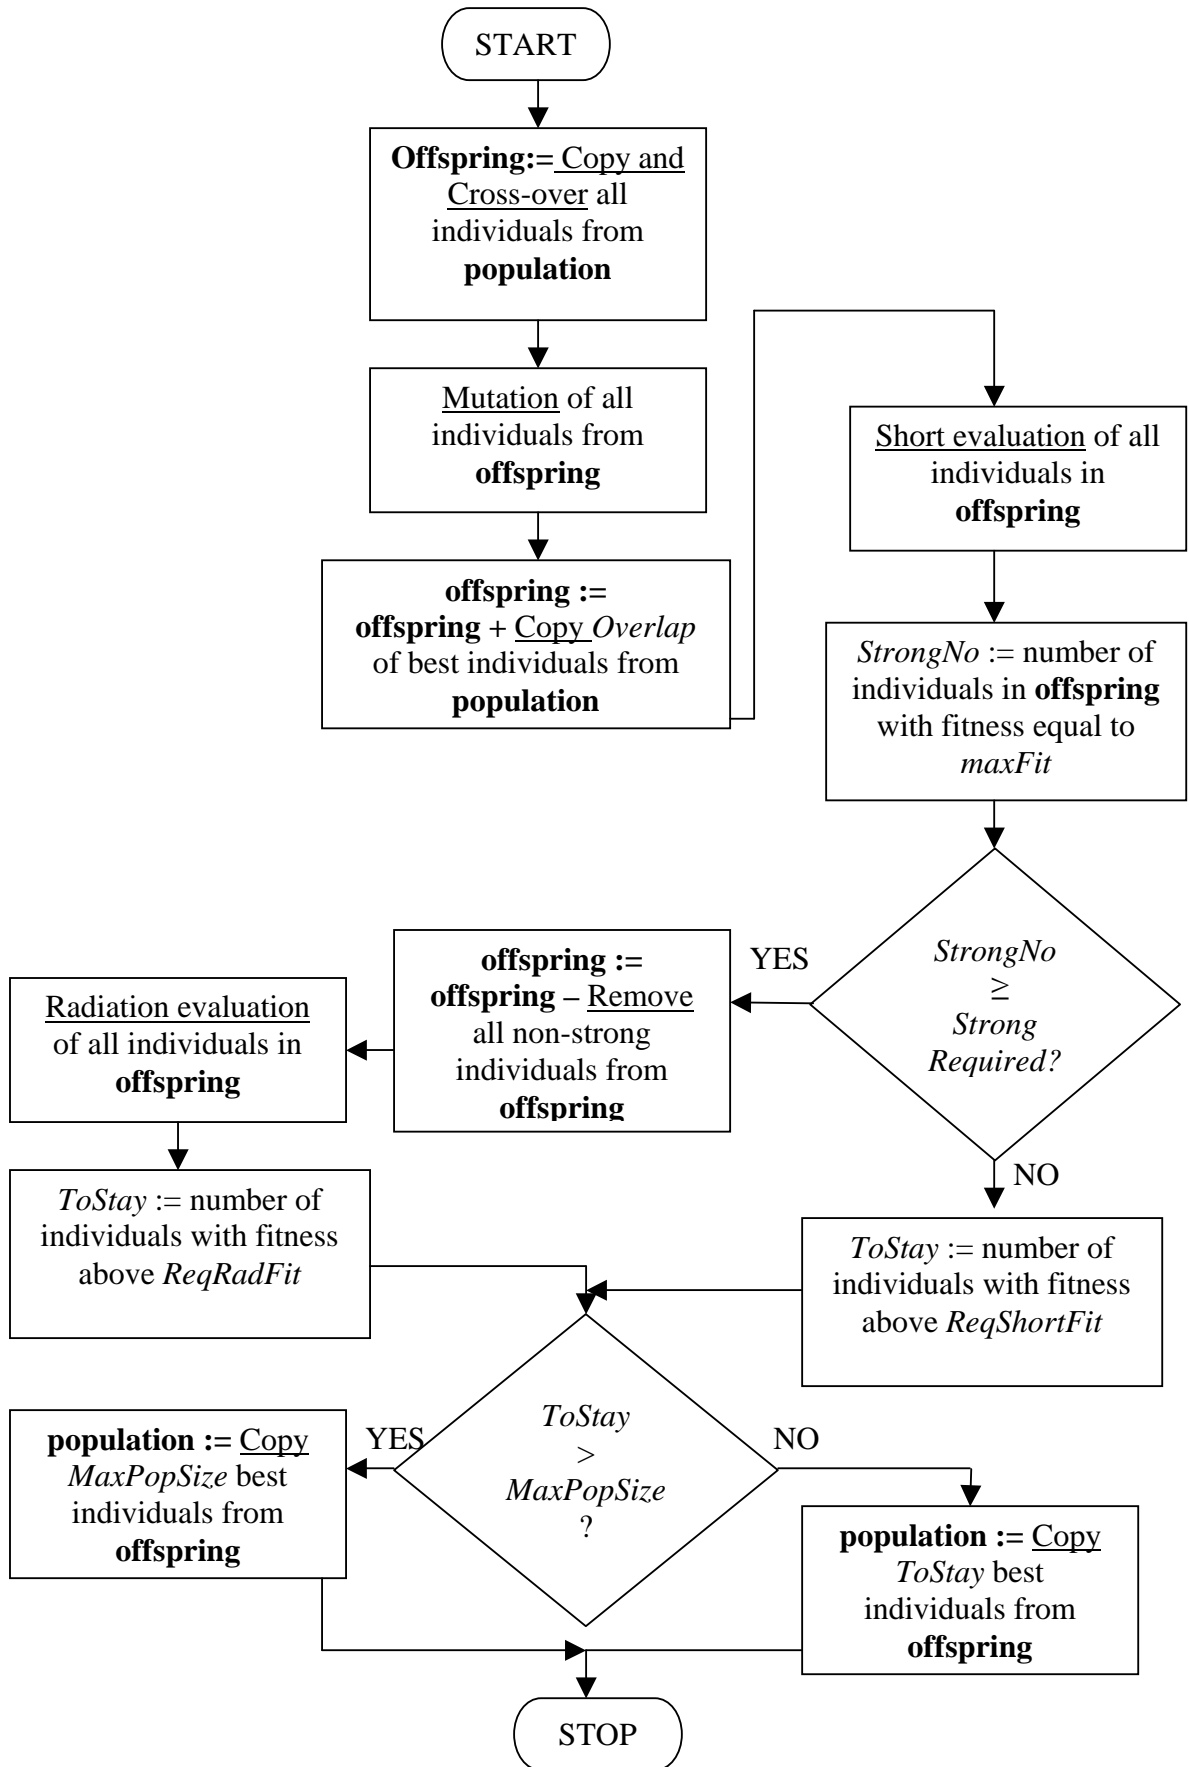 START
Offspring:= Copy and
Cross-over all
individuals from
population
Mutation of all
individuals from
offspring
offspring :=
offspring + Copy Overlap
of best individuals from
population
Short evaluation of all
individuals in
offspring
StrongNo := number of
individuals in offspring
with fitness equal to
maxFit
StrongNo
≥
Strong
Required?
YES
NO
offspring :=
offspring – Remove
all non-strong
individuals from
offspring
Radiation evaluation
of all individuals in
offspring
ToStay := number of
individuals with fitness
above ReqRadFit
ToStay := number of
individuals with fitness
above ReqShortFit
ToStay
>
MaxPopSize
?
YES
NO
population := Copy
MaxPopSize best
individuals from
offspring
population := Copy
ToStay best
individuals from
offspring
STOP